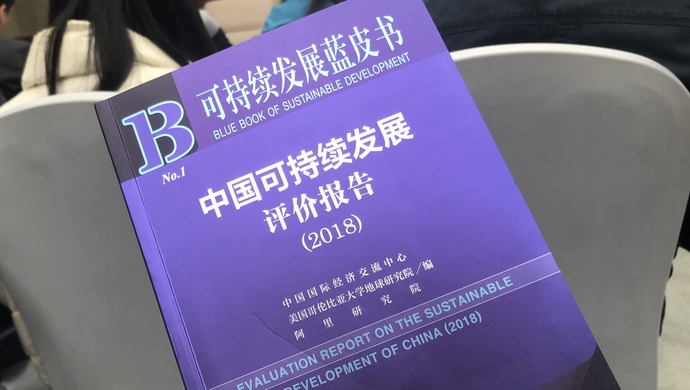 可持续发展蓝皮书
BLUE BOOK OF SUSTAINABLE DEVELOPMENT
B
No.1
中国可持续发展
评价报告
(2018)
中国国际经济交流中心
美国哥伦比亚大学地球研究院/编
阿里研究院
EVALUATION REPORT ON THE SUSTAINABLE
DEVELOPMENT OF CHINA (2018)